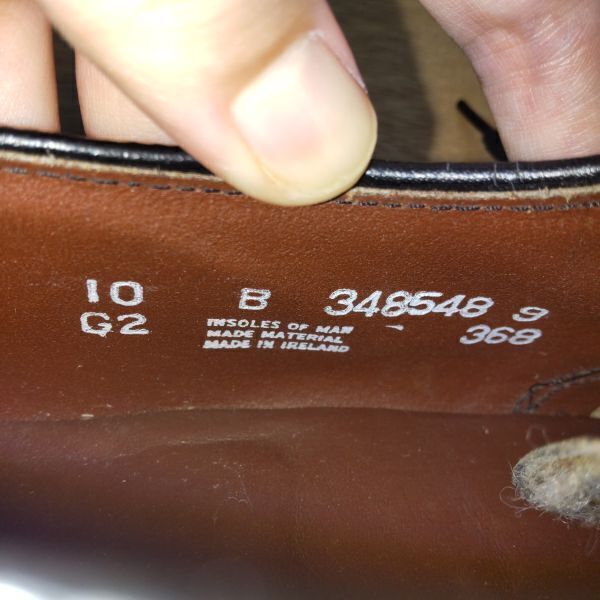 10 B 348548 9
G2 INSOLES OF MAN 368
MADE MATERIAL
MADE IN IRELAND